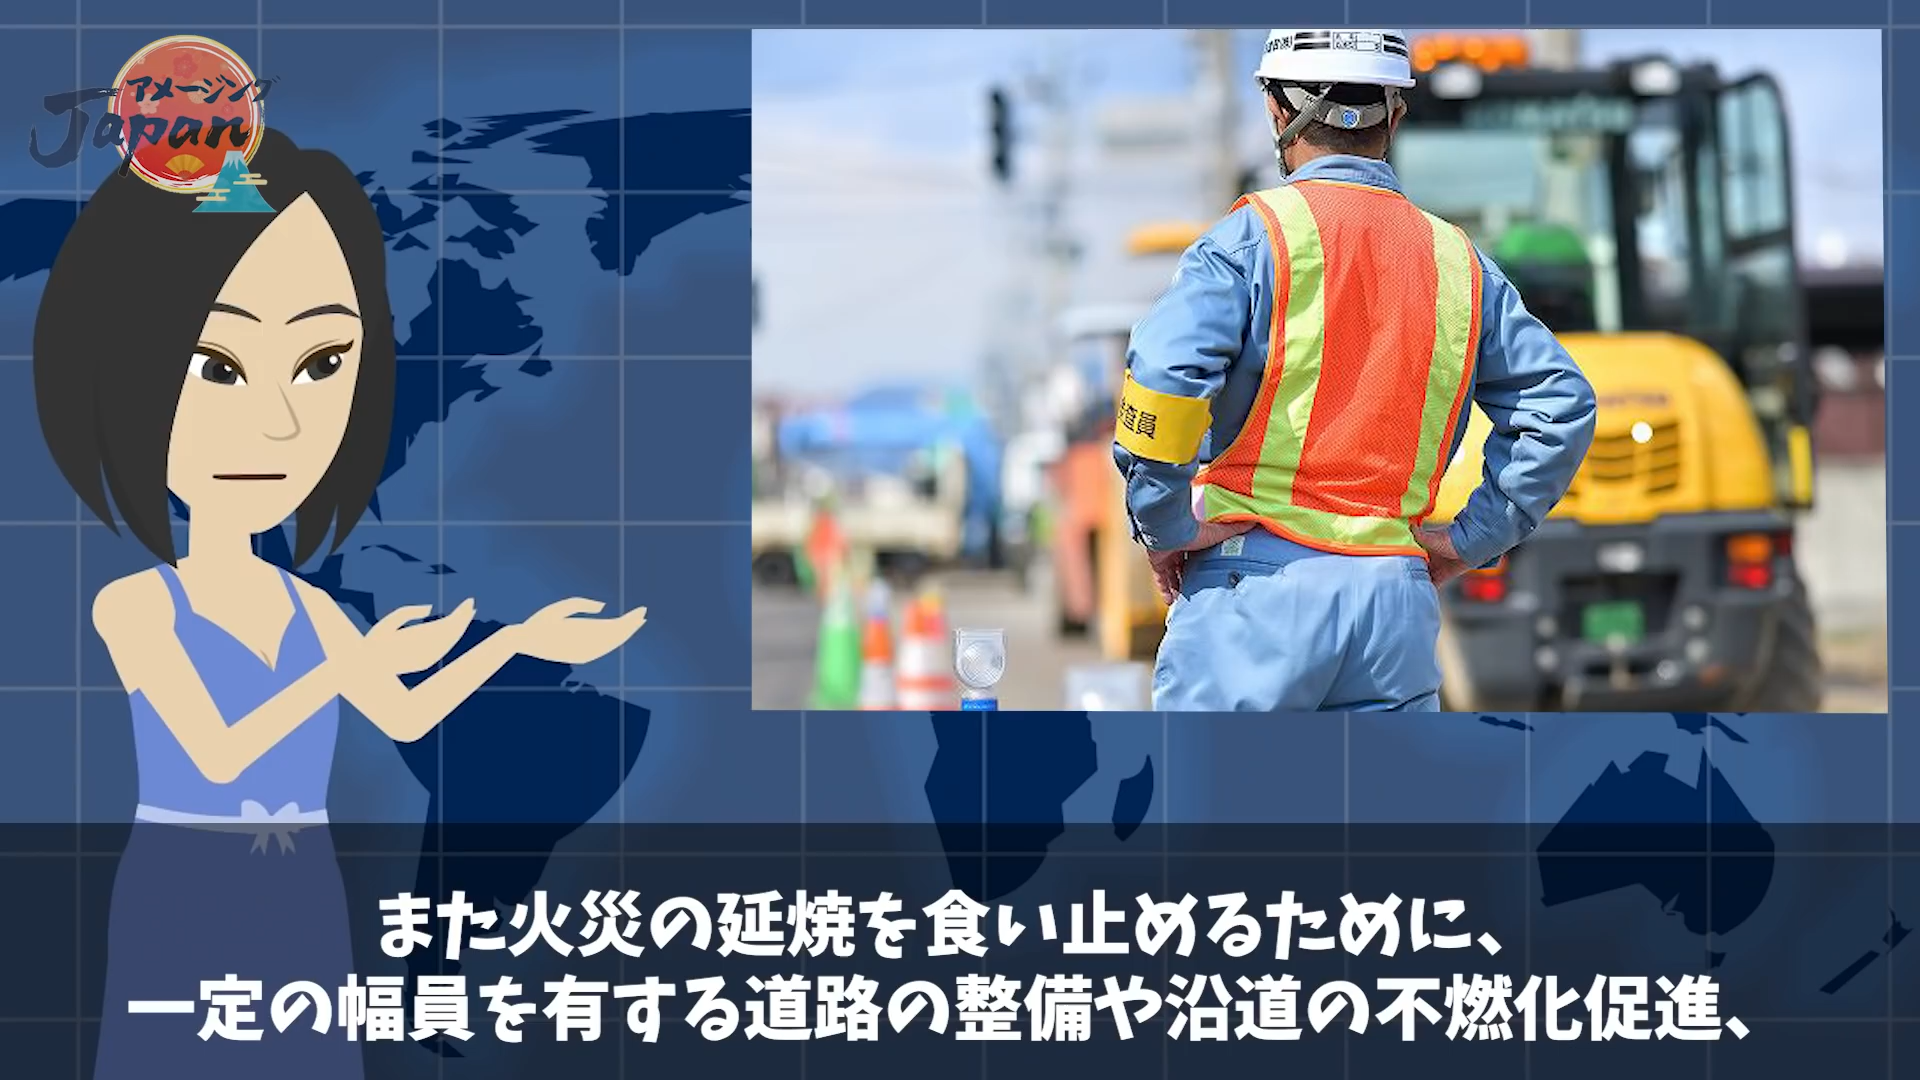 アメージング
Japan
査員
また火災の延焼を食い止めるために、
一定の幅員を有する道路の整備や沿道の不燃化促進、